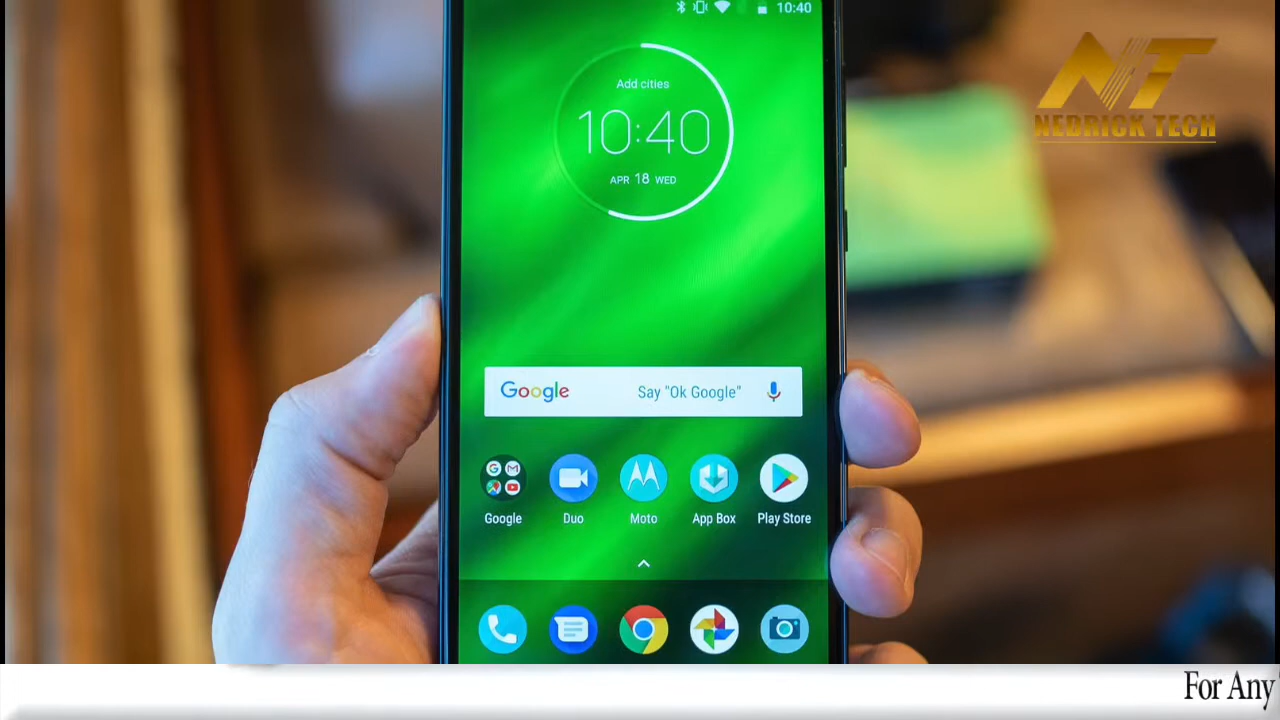 10:40
NT
NEBRICK TECH
Add cities
10:40
APR 18 WED
Google Say "Ok Google"
Google Duo Moto App Box Play Store
For Any